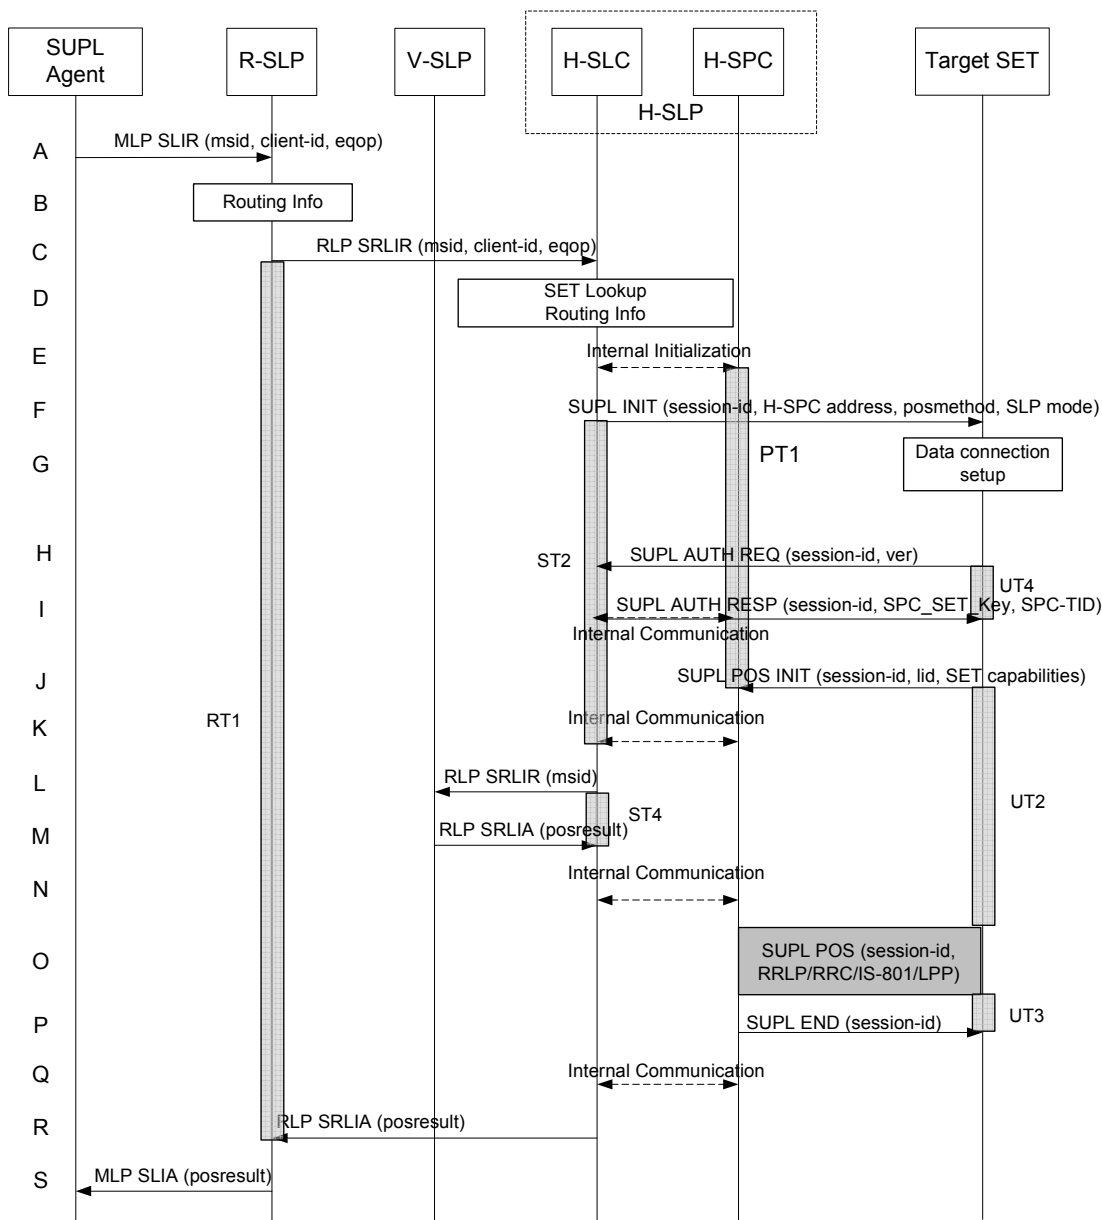 SUPL
Agent
R-SLP
V-SLP
H-SLC
H-SPC
Target SET
H-SLP
A
MLP SLIR (msid, client-id, eqop)
B
Routing Info
C
RLP SRLIR (msid, client-id, eqop)
D
SET Lookup
Routing Info
E
Internal Initialization
F
SUPL INIT (session-id, H-SPC address, posmethod, SLP mode)
G
PT1
Data connection
setup
H
ST2
SUPL AUTH REQ (session-id, ver)
UT4
I
SUPL AUTH RESP (session-id, SPC_SET_Key, SPC-TID)
Internal Communication
J
SUPL POS INIT (session-id, lid, SET capabilities)
RT1
K
Internal Communication
L
RLP SRLIR (msid)
UT2
ST4
M
RLP SRLIA (posresult)
N
Internal Communication
O
SUPL POS (session-id,
RRLP/RRC/IS-801/LPP)
P
SUPL END (session-id)
UT3
Q
Internal Communication
R
RLP SRLIA (posresult)
S
MLP SLIA (posresult)